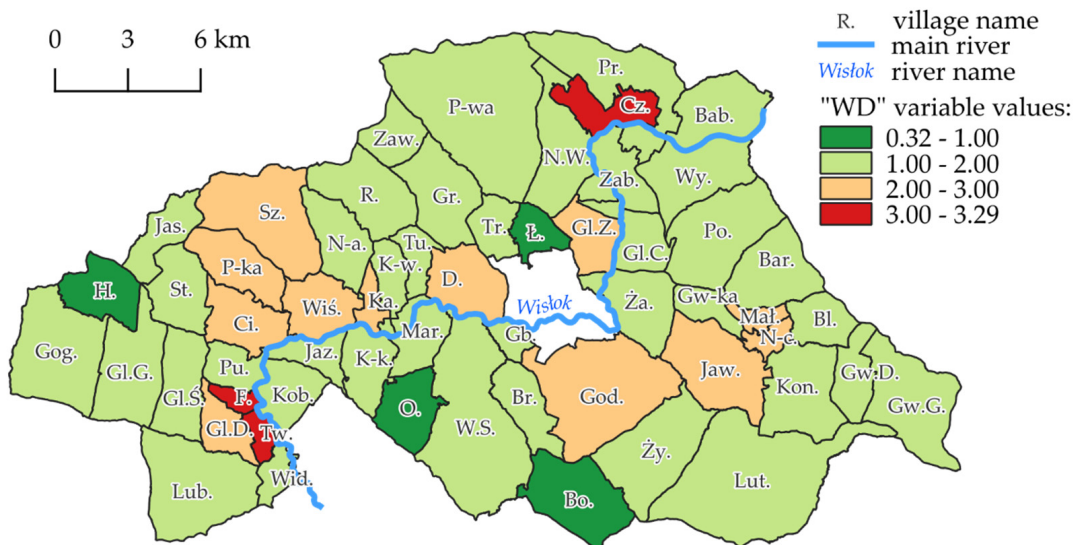 0 3 6 km
R. village name
main river
Wisłok river name
"WD" variable values:
0.32 - 1.00
1.00 - 2.00
2.00 - 3.00
3.00 - 3.29
Pr.
P-wa
Cz.
Bab.
Zaw.
N.W.
Żab.
Wy.
R.
Gr.
Sz.
Jas.
Tr.
Ł.
Gl.Z.
Po.
N-a.
Tu.
Gl.C.
K-w.
P-ka
D.
Bar.
H.
St.
Ka.
Wiś.
Wisłok
Ża.
Gw-ka
Ci.
Mar.
Gb.
Mał.
Bl.
N-c.
Gog.
Gl.G.
Pu.
Jaz.
K-k.
Jaw.
Gw.D.
Kon.
Gl.Ś.
F.
Kob.
O.
Br.
God.
Gw.G.
Gl.D.
Tw.
W.S.
Ży.
Lub.
Wid.
Bo.
Lut.